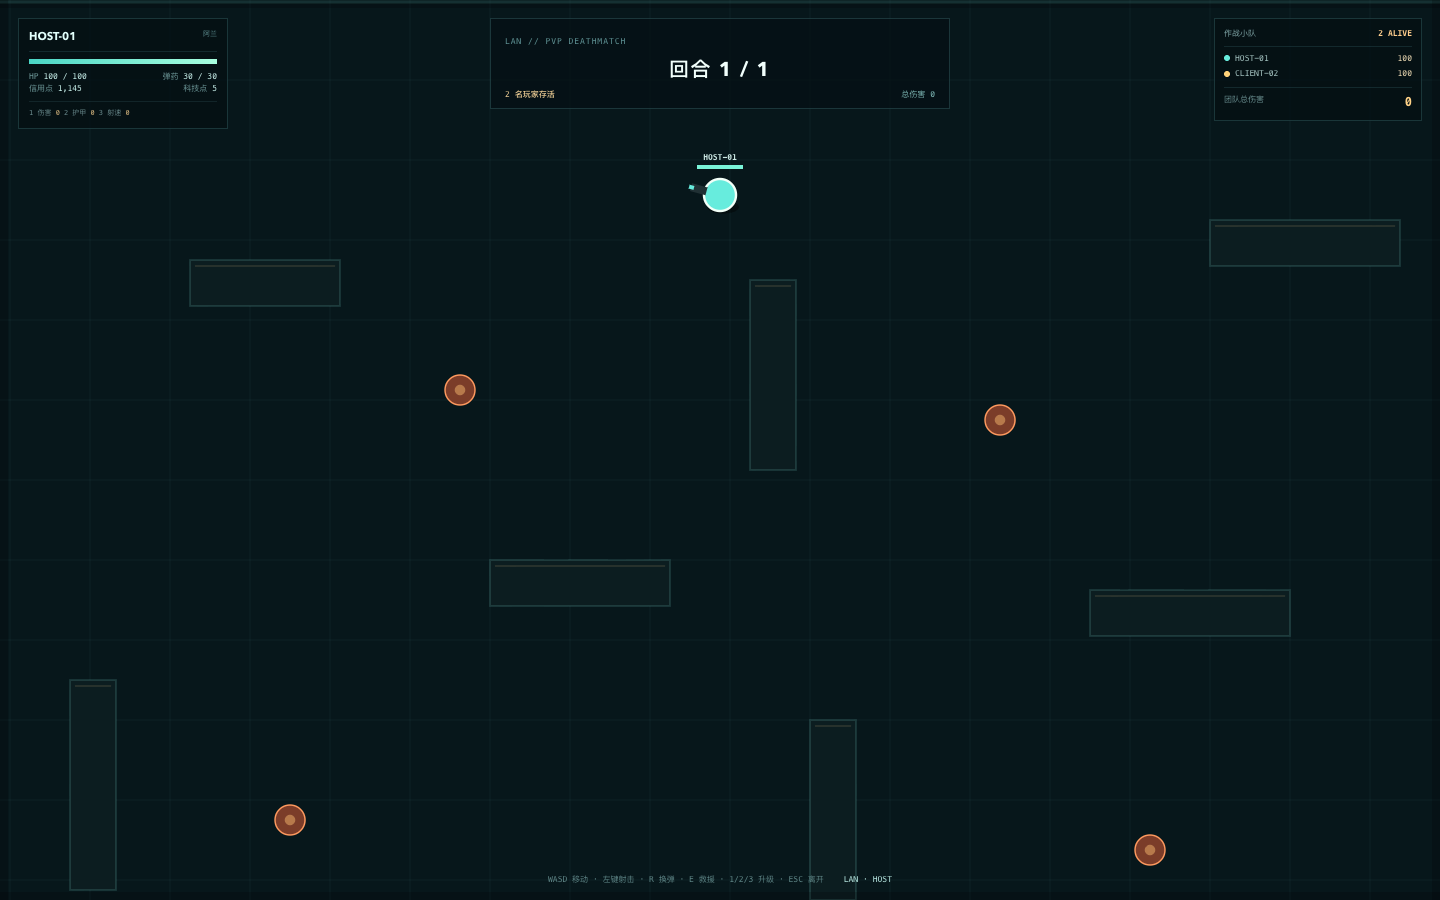 HOST-01 阿兰
HP 100 / 100 弹药 30 / 30
信用点 1,145 科技点 5
1 伤害 0 2 护甲 0 3 射速 0
LAN // PVP DEATHMATCH
回合 1 / 1
2 名玩家存活 总伤害 0
作战小队 2 ALIVE
HOST-01 100
CLIENT-02 100
团队总伤害 0
HOST-01
WASD 移动 · 左键射击 · R 换弹 · E 救援 · 1/2/3 升级 · ESC 离开 LAN · HOST